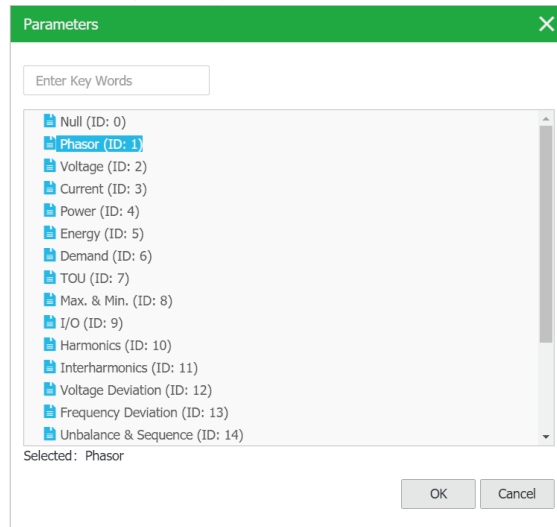 Parameters
Enter Key Words
Null (ID: 0)
Phasor (ID: 1)
Voltage (ID: 2)
Current (ID: 3)
Power (ID: 4)
Energy (ID: 5)
Demand (ID: 6)
TOU (ID: 7)
Max. & Min. (ID: 8)
I/O (ID: 9)
Harmonics (ID: 10)
Interharmonics (ID: 11)
Voltage Deviation (ID: 12)
Frequency Deviation (ID: 13)
Unbalance & Sequence (ID: 14)
Selected: Phasor
OK Cancel